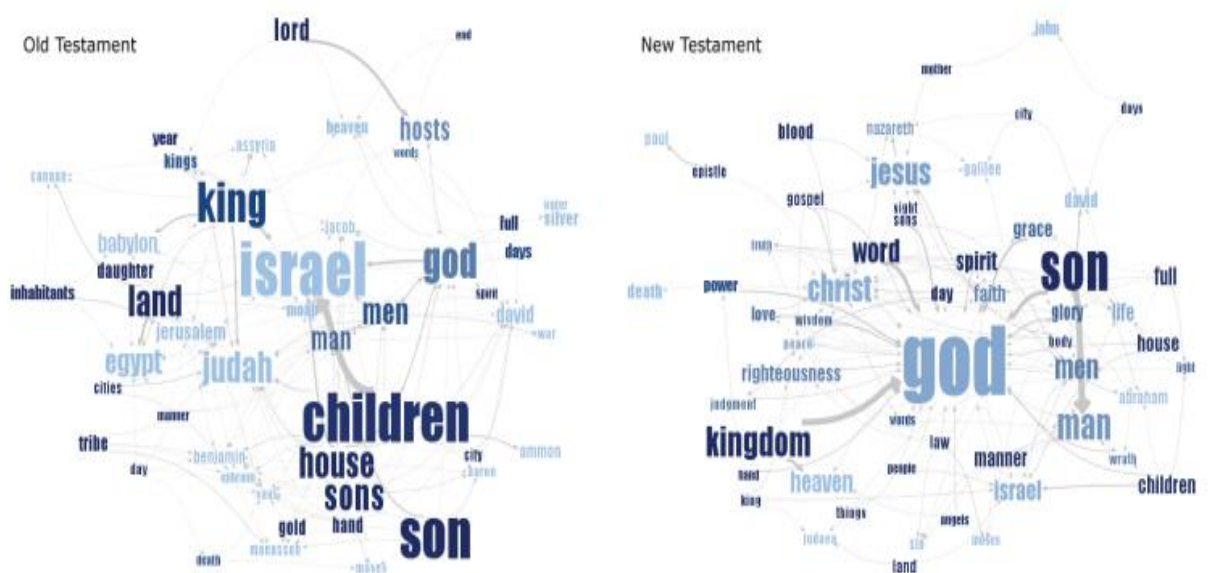 Old Testament
lord
end
year
kings
assyria
heaven
hosts
words
king
babylon
daughter
jacob
israel
god
full
silver
days
inhabitants
land
spirit
david
men
man
war
jerusalem
egypt
judah
cities
children
manner
tribe
house
city
ammon
benjamin
day
sons
gold
hand
son
manasseh
death
New Testament
john
mother
days
city
blood
nazareth
paul
epistle
jesus
galilee
gospel
david
sight
sons
grace
word
spirit
son
full
death
power
christ
day
faith
glory
life
love
wisdom
peace
body
house
god
men
light
righteousness
abraham
judgment
words
man
kingdom
law
manner
wrath
hand
people
heaven
israel
children
king
things
angels
judaea
sin
moses
land